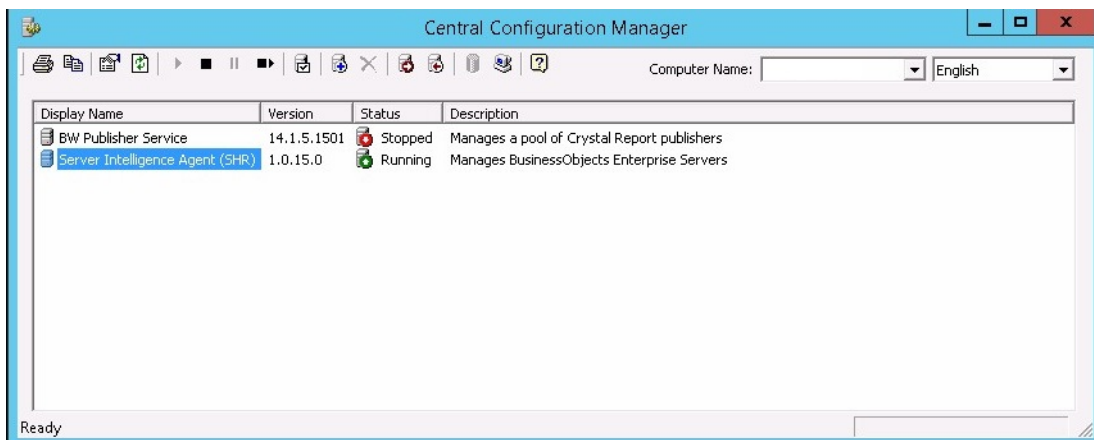 Central Configuration Manager
Computer Name: English
Display Name Version Status Description
BW Publisher Service 14.1.5.1501 Stopped Manages a pool of Crystal Report publishers
Server Intelligence Agent (SHR) 1.0.15.0 Running Manages BusinessObjects Enterprise Servers
Ready